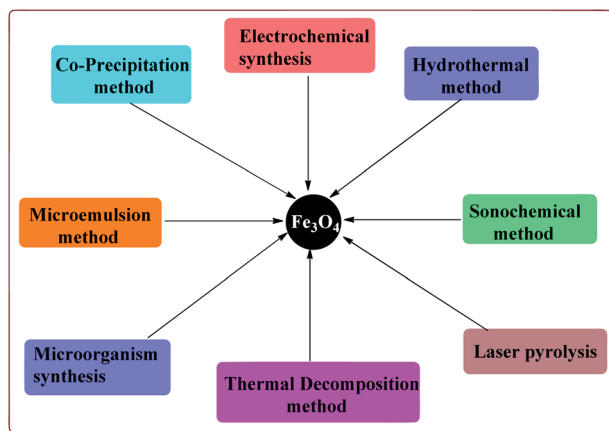 Electrochemical
synthesis
Co-Precipitation
method
Hydrothermal
method
Microemulsion
method
Fe₃O₄
Sonochemical
method
Microorganism
synthesis
Laser pyrolysis
Thermal Decomposition
method